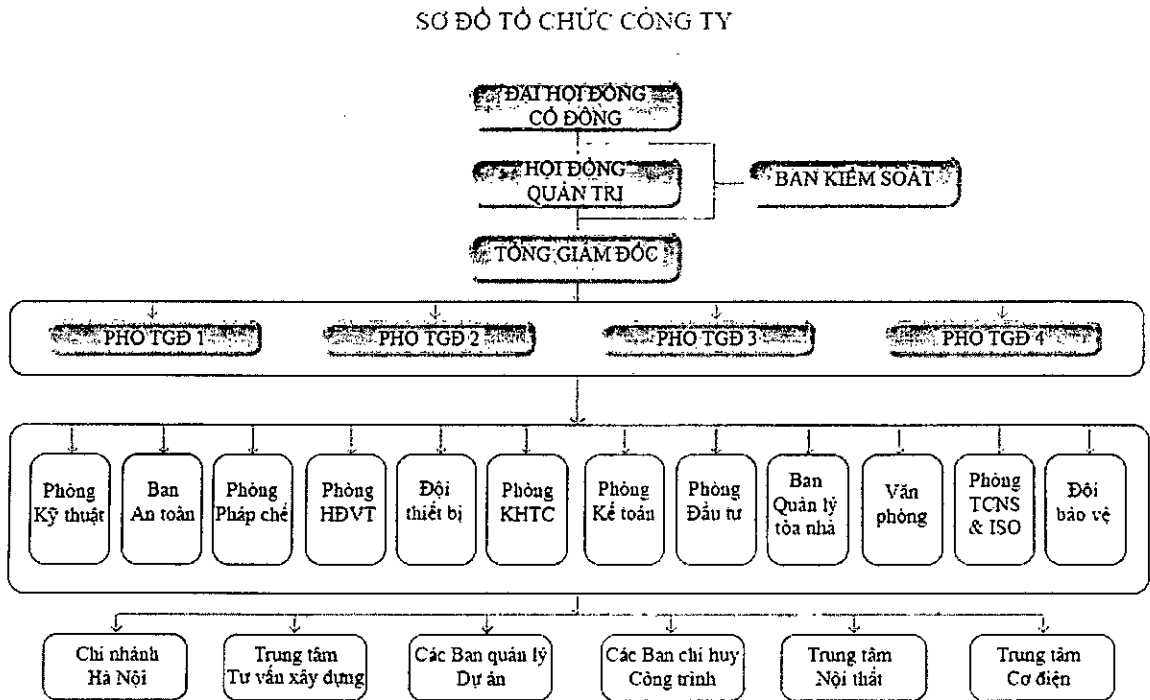 SƠ ĐỒ TỔ CHỨC CÔNG TY
ĐẠI HỘI ĐỒNG
CỔ ĐÔNG
HỘI ĐỒNG
QUẢN TRỊ
BAN KIỂM SOÁT
TỔNG GIÁM ĐỐC
PHÓ TGĐ 1
PHÓ TGĐ 2
PHÓ TGĐ 3
PHÓ TGĐ 4
Phòng
Kỹ thuật
Ban
An toàn
Phòng
Pháp chế
Phòng
HĐVT
Đội
thiết bị
Phòng
KHTC
Phòng
Kế toán
Phòng
Đầu tư
Ban
Quản lý
tòa nhà
Văn
phòng
Phòng
TCNS
& ISO
Đội
bảo vệ
Chi nhánh
Hà Nội
Trung tâm
Tư vấn xây dựng
Các Ban quản lý
Dự án
Các Ban chỉ huy
Công trình
Trung tâm
Nội thất
Trung tâm
Cơ điện